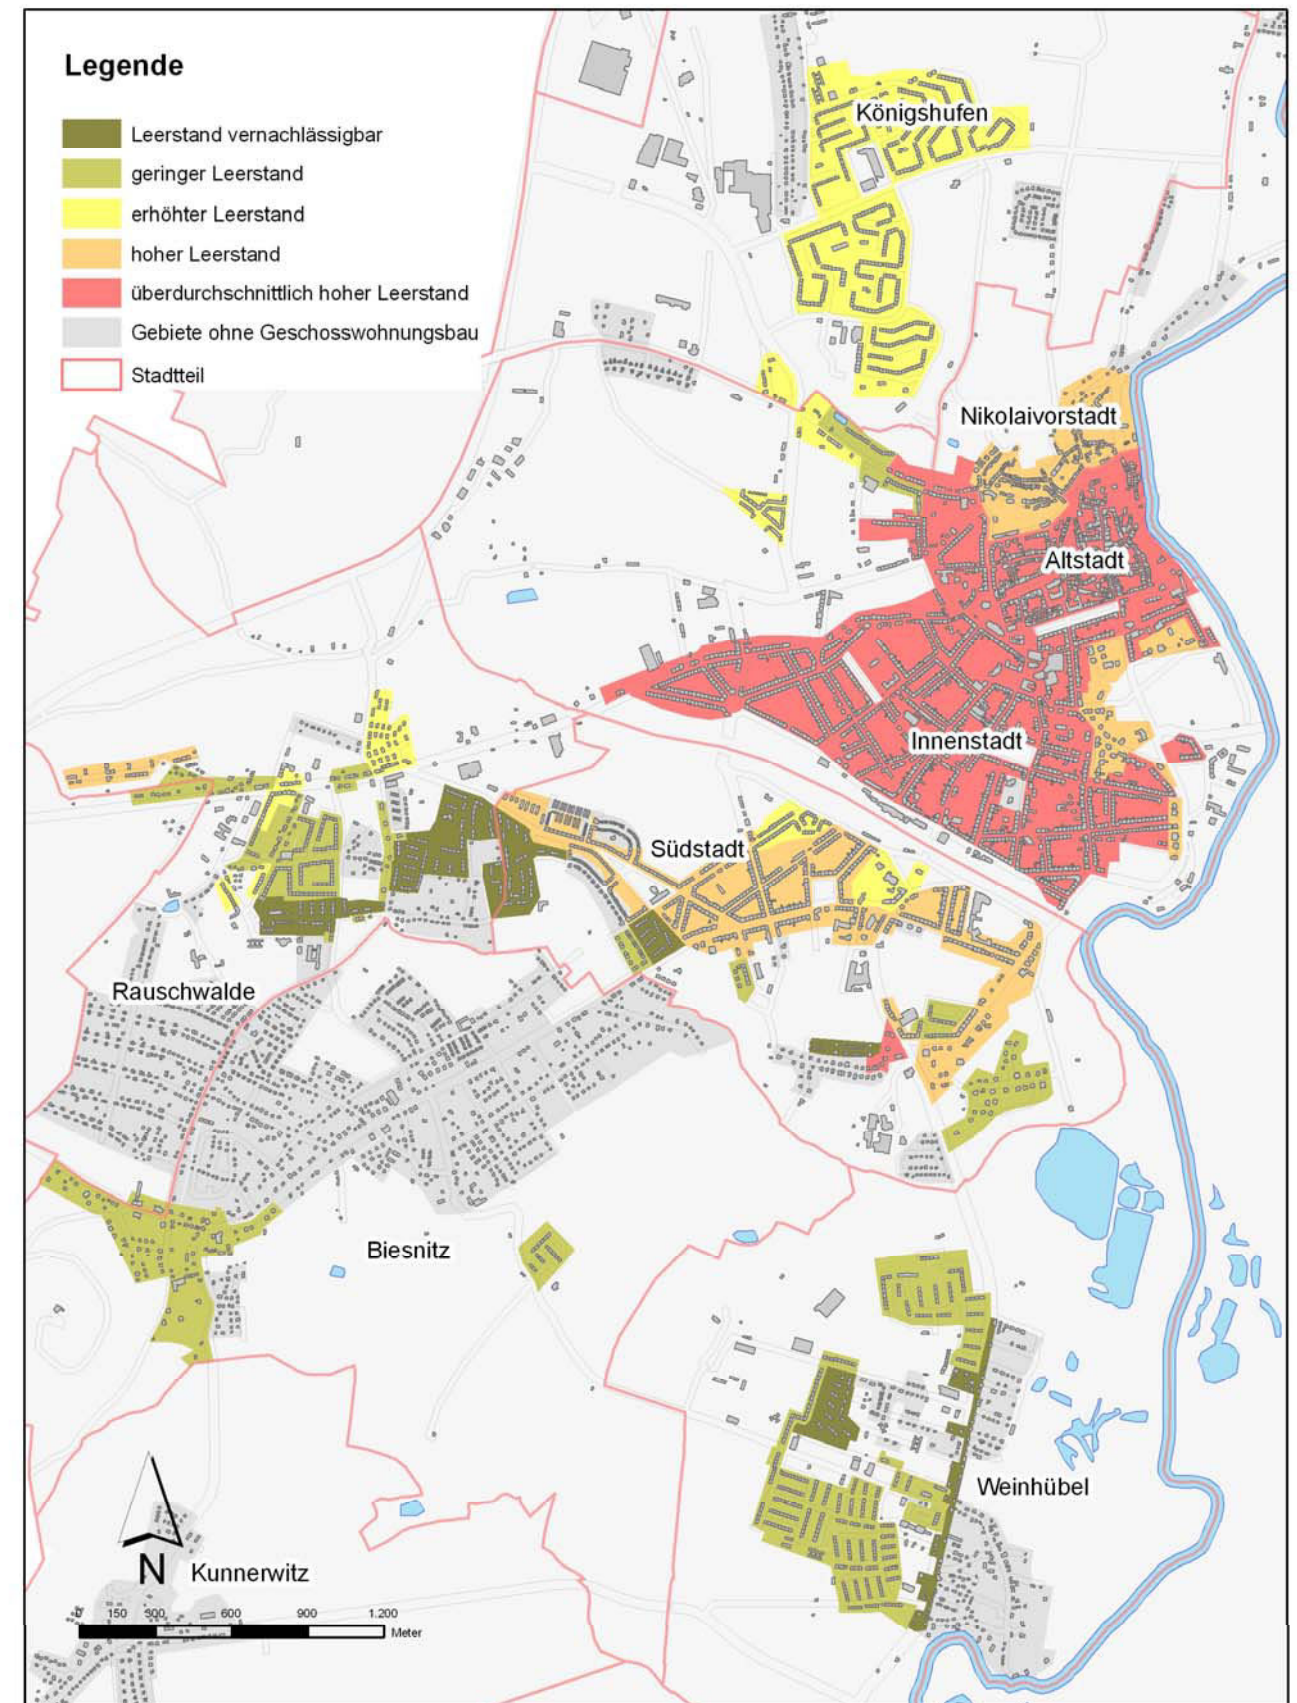 Legende
Leerstand vernachlässigbar
geringer Leerstand
erhöhter Leerstand
hoher Leerstand
überdurchschnittlich hoher Leerstand
Gebiete ohne Geschosswohnungsbau
Stadtteil
Königshufen
Nikolaivorstadt
Altstadt
Innenstadt
Südstadt
Rauschwalde
Biesnitz
Weinhübel
N
Kunnerwitz
0 150 300 600 900 1.200
Meter